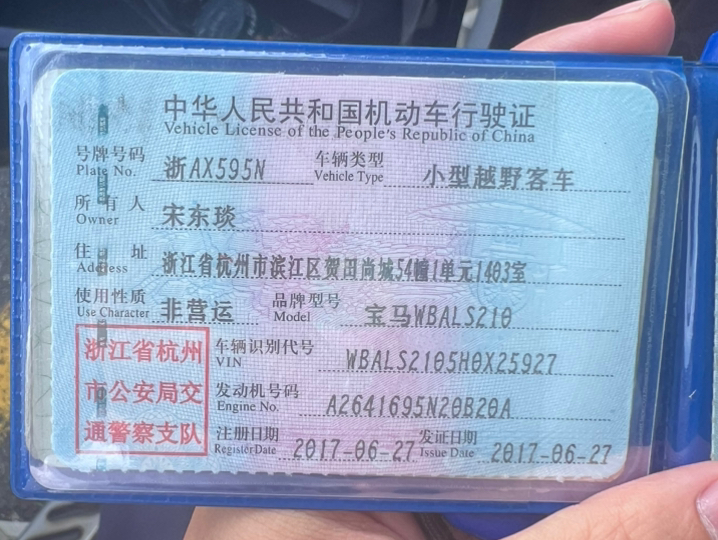 中华人民共和国机动车行驶证
Vehicle License of the People's Republic of China
号牌号码 浙AX595N 车辆类型 小型越野客车
Plate No. Vehicle Type
所有人 宋东琰
Owner
住址 浙江省杭州市滨江区贺田尚城54幢1单元1403室
Address
使用性质 非营运 品牌型号 宝马WBALS210
Use Character Model
浙江省杭州
市公安局交
通警察支队
车辆识别代号 WBALS2105H0X25927
VIN
发动机号码 A2641695N20B20A
Engine No.
注册日期 2017-06-27 发证日期 2017-06-27
Register Date Issue Date